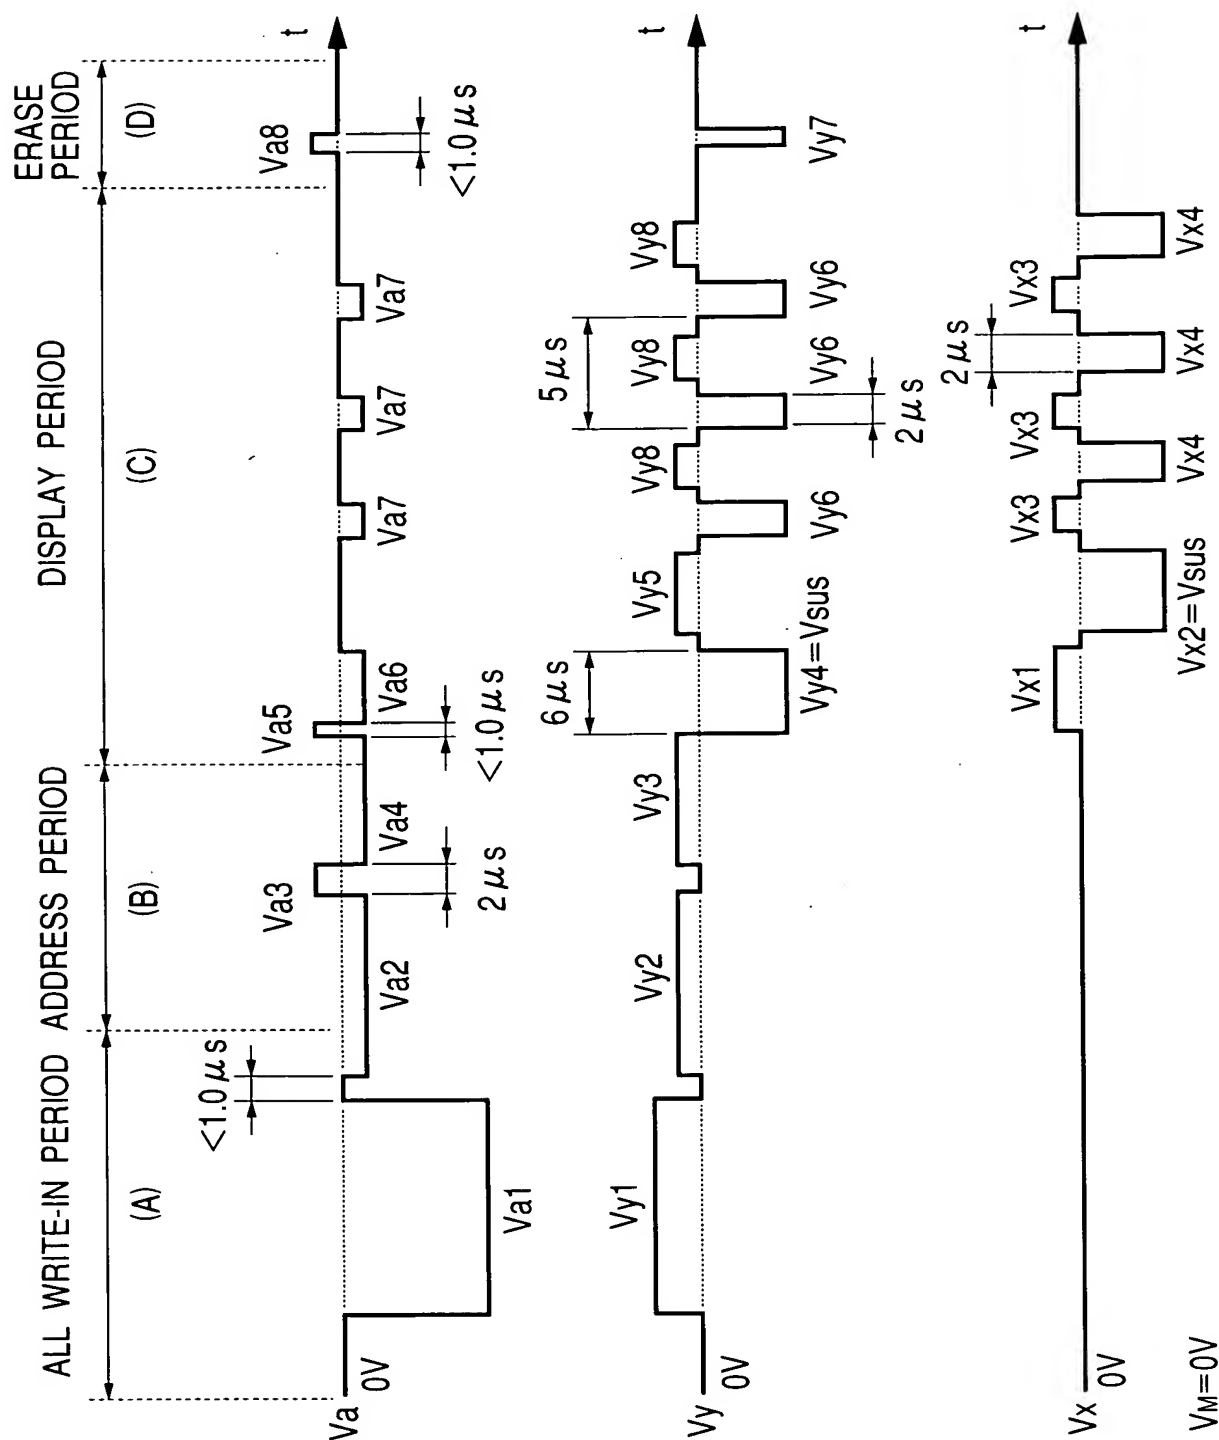 ALL WRITE-IN PERIOD ADDRESS PERIOD DISPLAY PERIOD ERASE PERIOD
(A) (B) (C) (D)
<1.0μs
Va3 Va5 Va8
Va 0V t
Va1 Va2 Va4 Va6 Va7 Va7 Va7
2μs <1.0μs <1.0μs
6μs 5μs
Vy1 Vy2 Vy3 Vy5 Vy8 Vy8 Vy8
Vy 0V t
Vy4=Vsus Vy6 Vy6 Vy6 Vy7
2μs
2μs
Vx1 Vx3 Vx3 Vx3
Vx 0V t
Vx2=Vsus Vx4 Vx4 Vx4
VM=0V